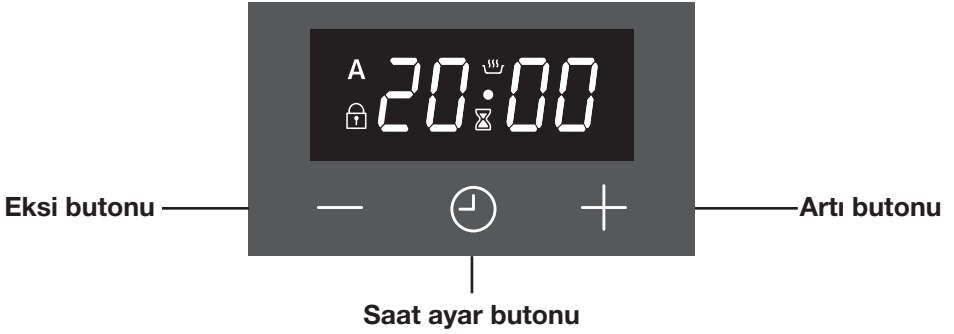 A 20:00
Eksi butonu
Artı butonu
Saat ayar butonu